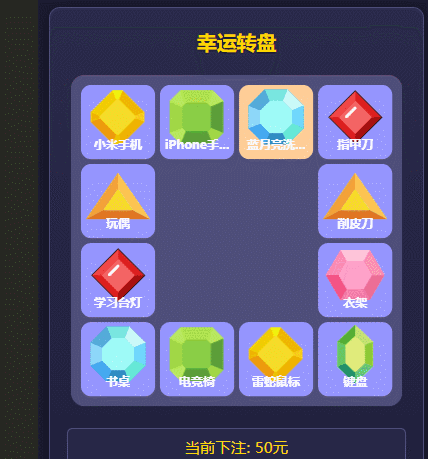 幸运转盘
小米手机
iPhone手...
蓝月亮洗...
指甲刀
玩偶
削皮刀
学习台灯
衣架
书桌
电竞椅
雷蛇鼠标
键盘
当前下注: 50元